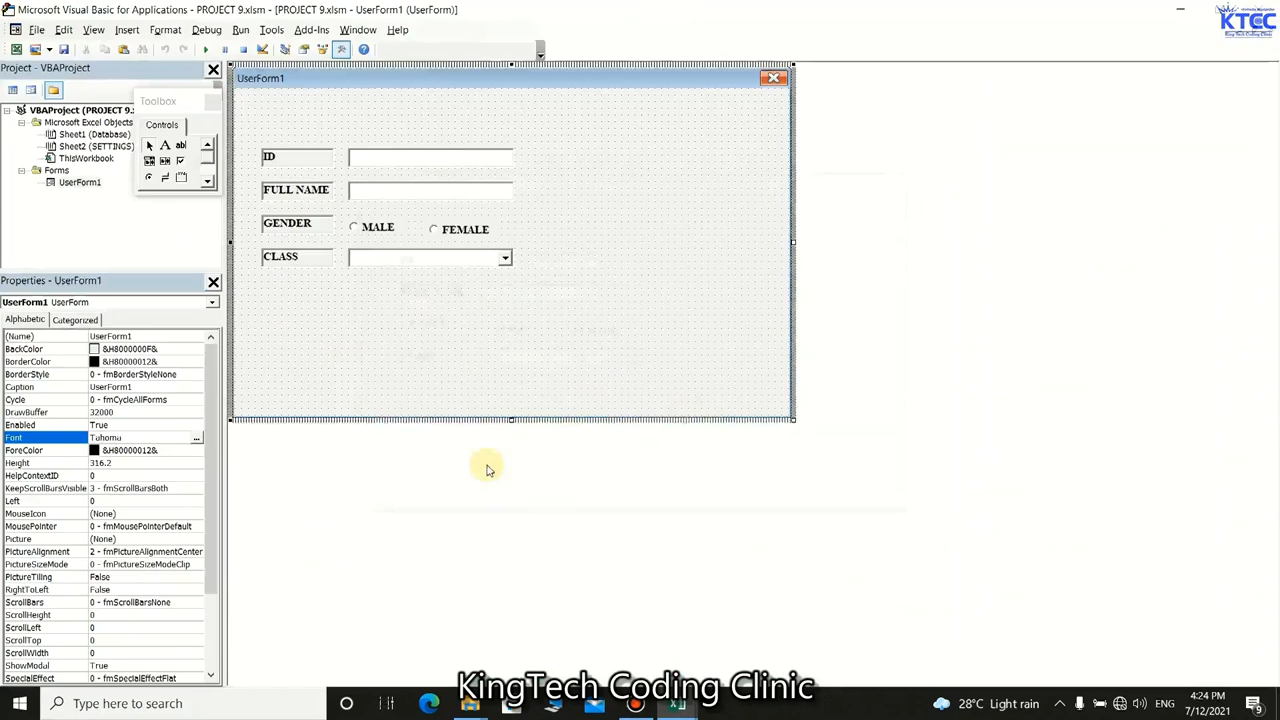 Microsoft Visual Basic for Applications - PROJECT 9.xlsm - [PROJECT 9.xlsm - UserForm1 (UserForm)]
KTCC
King Tech Coding Clinic
File Edit View Insert Format Debug Run Tools Add-Ins Window Help
Project - VBAProject
Toolbox
Controls
VBAProject (PROJECT 9.
Microsoft Excel Objects
Sheet1 (Database)
Sheet2 (SETTINGS)
ThisWorkbook
Forms
UserForm1
UserForm1
ID
FULL NAME
GENDER
MALE
FEMALE
CLASS
Properties - UserForm1
UserForm1 UserForm
Alphabetic Categorized
(Name) UserForm1
BackColor &H8000000F&
BorderColor &H80000012&
BorderStyle 0 - fmBorderStyleNone
Caption UserForm1
Cycle 0 - fmCycleAllForms
DrawBuffer 32000
Enabled True
Font Tahoma ...
ForeColor &H80000012&
Height 316.2
HelpContextID 0
KeepScrollBarsVisible 3 - fmScrollBarsBoth
Left 0
MouseIcon (None)
MousePointer 0 - fmMousePointerDefault
Picture (None)
PictureAlignment 2 - fmPictureAlignmentCenter
PictureSizeMode 0 - fmPictureSizeModeClip
PictureTiling False
RightToLeft False
ScrollBars 0 - fmScrollBarsNone
ScrollHeight 0
ScrollLeft 0
ScrollTop 0
ScrollWidth 0
ShowModal True
SpecialEffect 0 - fmSpecialEffectFlat
KingTech Coding Clinic
Type here to search
28°C Light rain
ENG
4:24 PM
7/12/2021
9